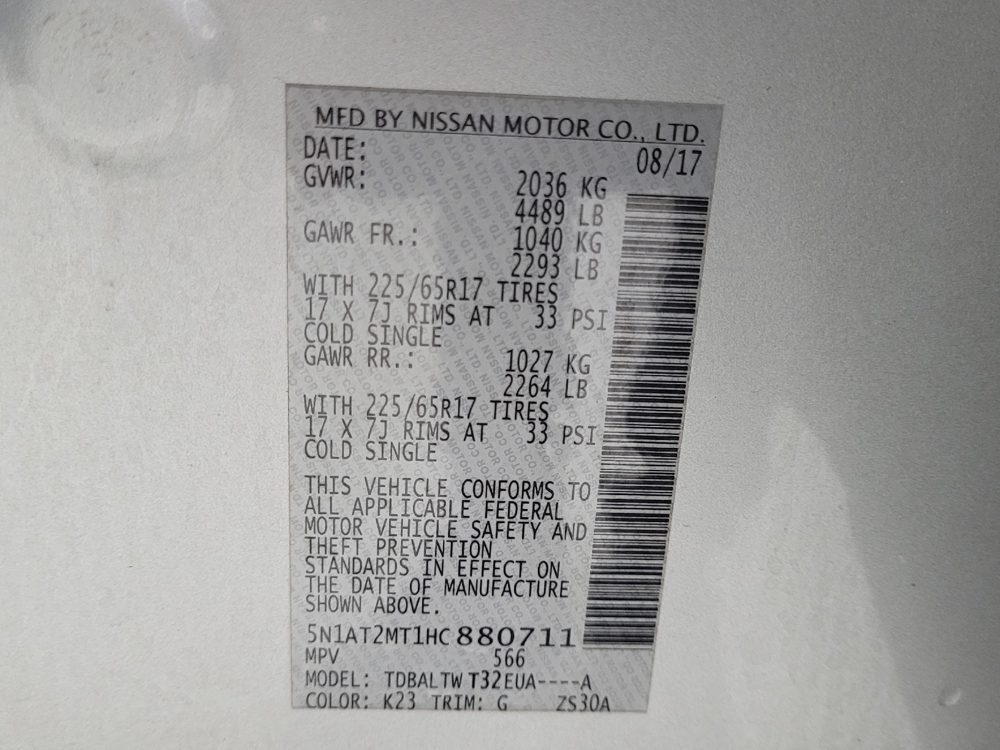 MFD BY NISSAN MOTOR CO., LTD.
DATE: 08/17
GVWR: 2036 KG
4489 LB
GAWR FR.: 1040 KG
2293 LB
WITH 225/65R17 TIRES
17 X 7J RIMS AT 33 PSI
COLD SINGLE
GAWR RR.: 1027 KG
2264 LB
WITH 225/65R17 TIRES
17 X 7J RIMS AT 33 PSI
COLD SINGLE
THIS VEHICLE CONFORMS TO
ALL APPLICABLE FEDERAL
MOTOR VEHICLE SAFETY AND
THEFT PREVENTION
STANDARDS IN EFFECT ON
THE DATE OF MANUFACTURE
SHOWN ABOVE.
5N1AT2MT1HC880711
MPV 566
MODEL: TDBALTW T32EUA----A
COLOR: K23 TRIM: G ZS30A